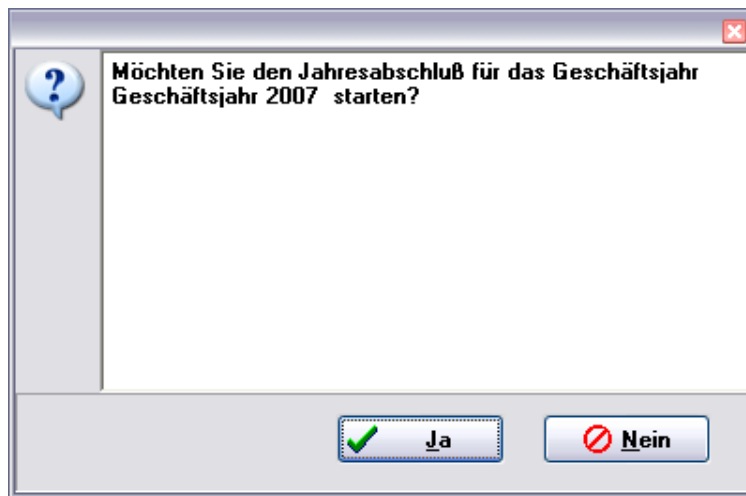 Möchten Sie den Jahresabschluß für das Geschäftsjahr
Geschäftsjahr 2007  starten?
Ja
Nein